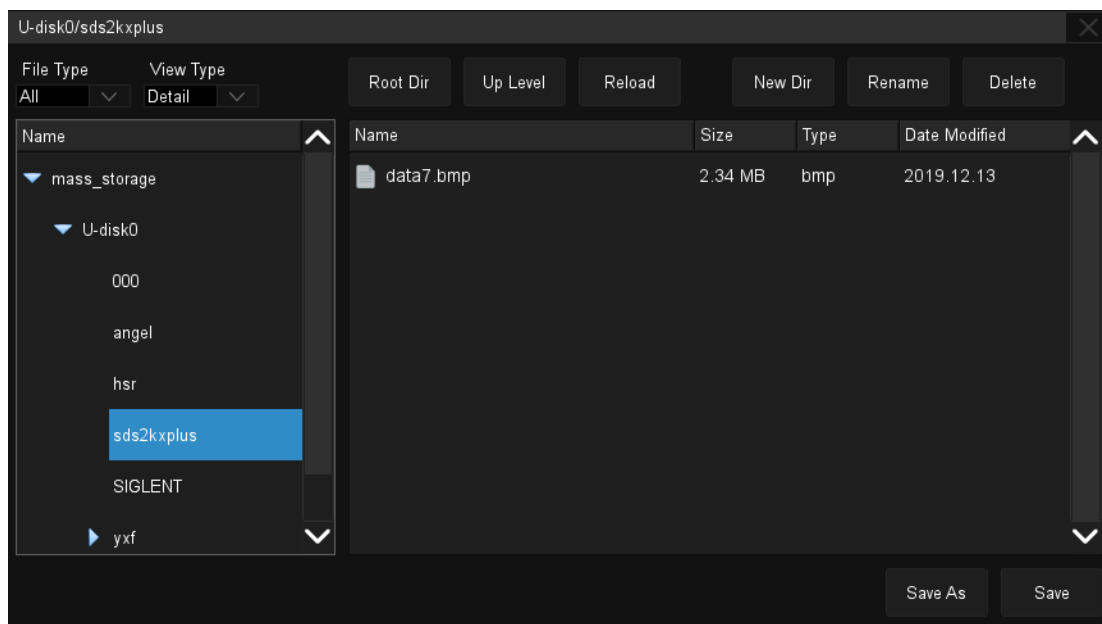 U-disk0/sds2kxplus
File Type View Type
All Detail
Root Dir Up Level Reload New Dir Rename Delete
Name
mass_storage
U-disk0
000
angel
hsr
sds2kxplus
SIGLENT
yxf
Name Size Type Date Modified
data7.bmp 2.34 MB bmp 2019.12.13
Save As Save